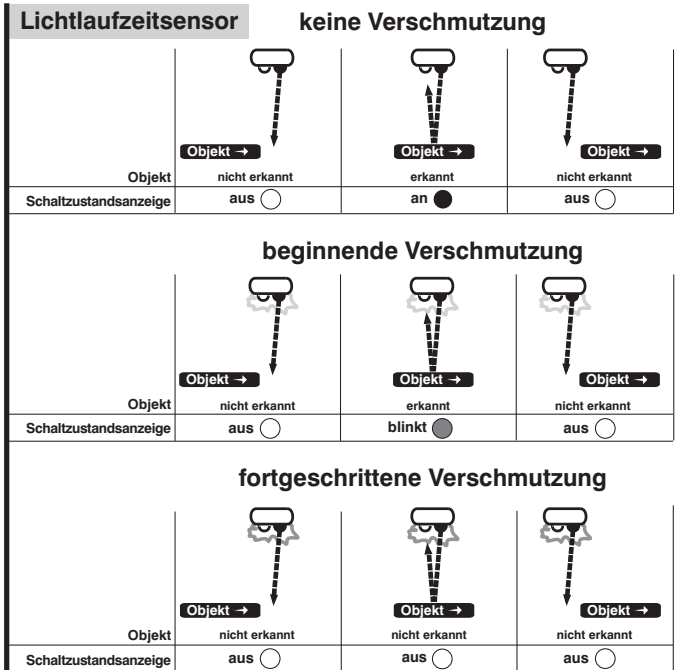 Lichtlaufzeitsensor keine Verschmutzung
Objekt → Objekt → Objekt →
Objekt nicht erkannt erkannt nicht erkannt
Schaltzustandsanzeige aus an aus
beginnende Verschmutzung
Objekt → Objekt → Objekt →
Objekt nicht erkannt erkannt nicht erkannt
Schaltzustandsanzeige aus blinkt aus
fortgeschrittene Verschmutzung
Objekt → Objekt → Objekt →
Objekt nicht erkannt nicht erkannt nicht erkannt
Schaltzustandsanzeige aus aus aus